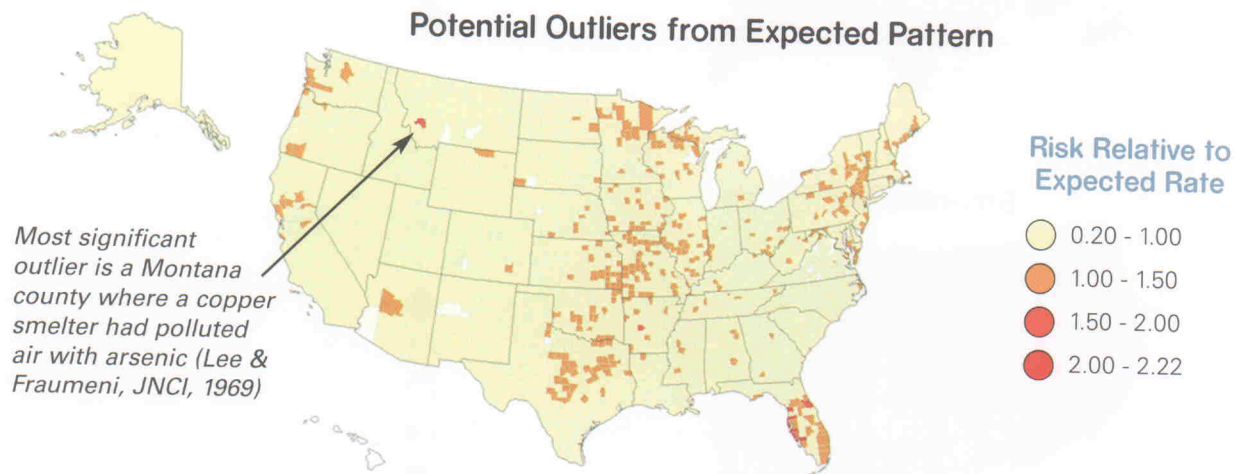 Potential Outliers from Expected Pattern
Most significant
outlier is a Montana
county where a copper
smelter had polluted
air with arsenic (Lee &
Fraumeni, JNCI, 1969)
Risk Relative to
Expected Rate
0.20 - 1.00
1.00 - 1.50
1.50 - 2.00
2.00 - 2.22